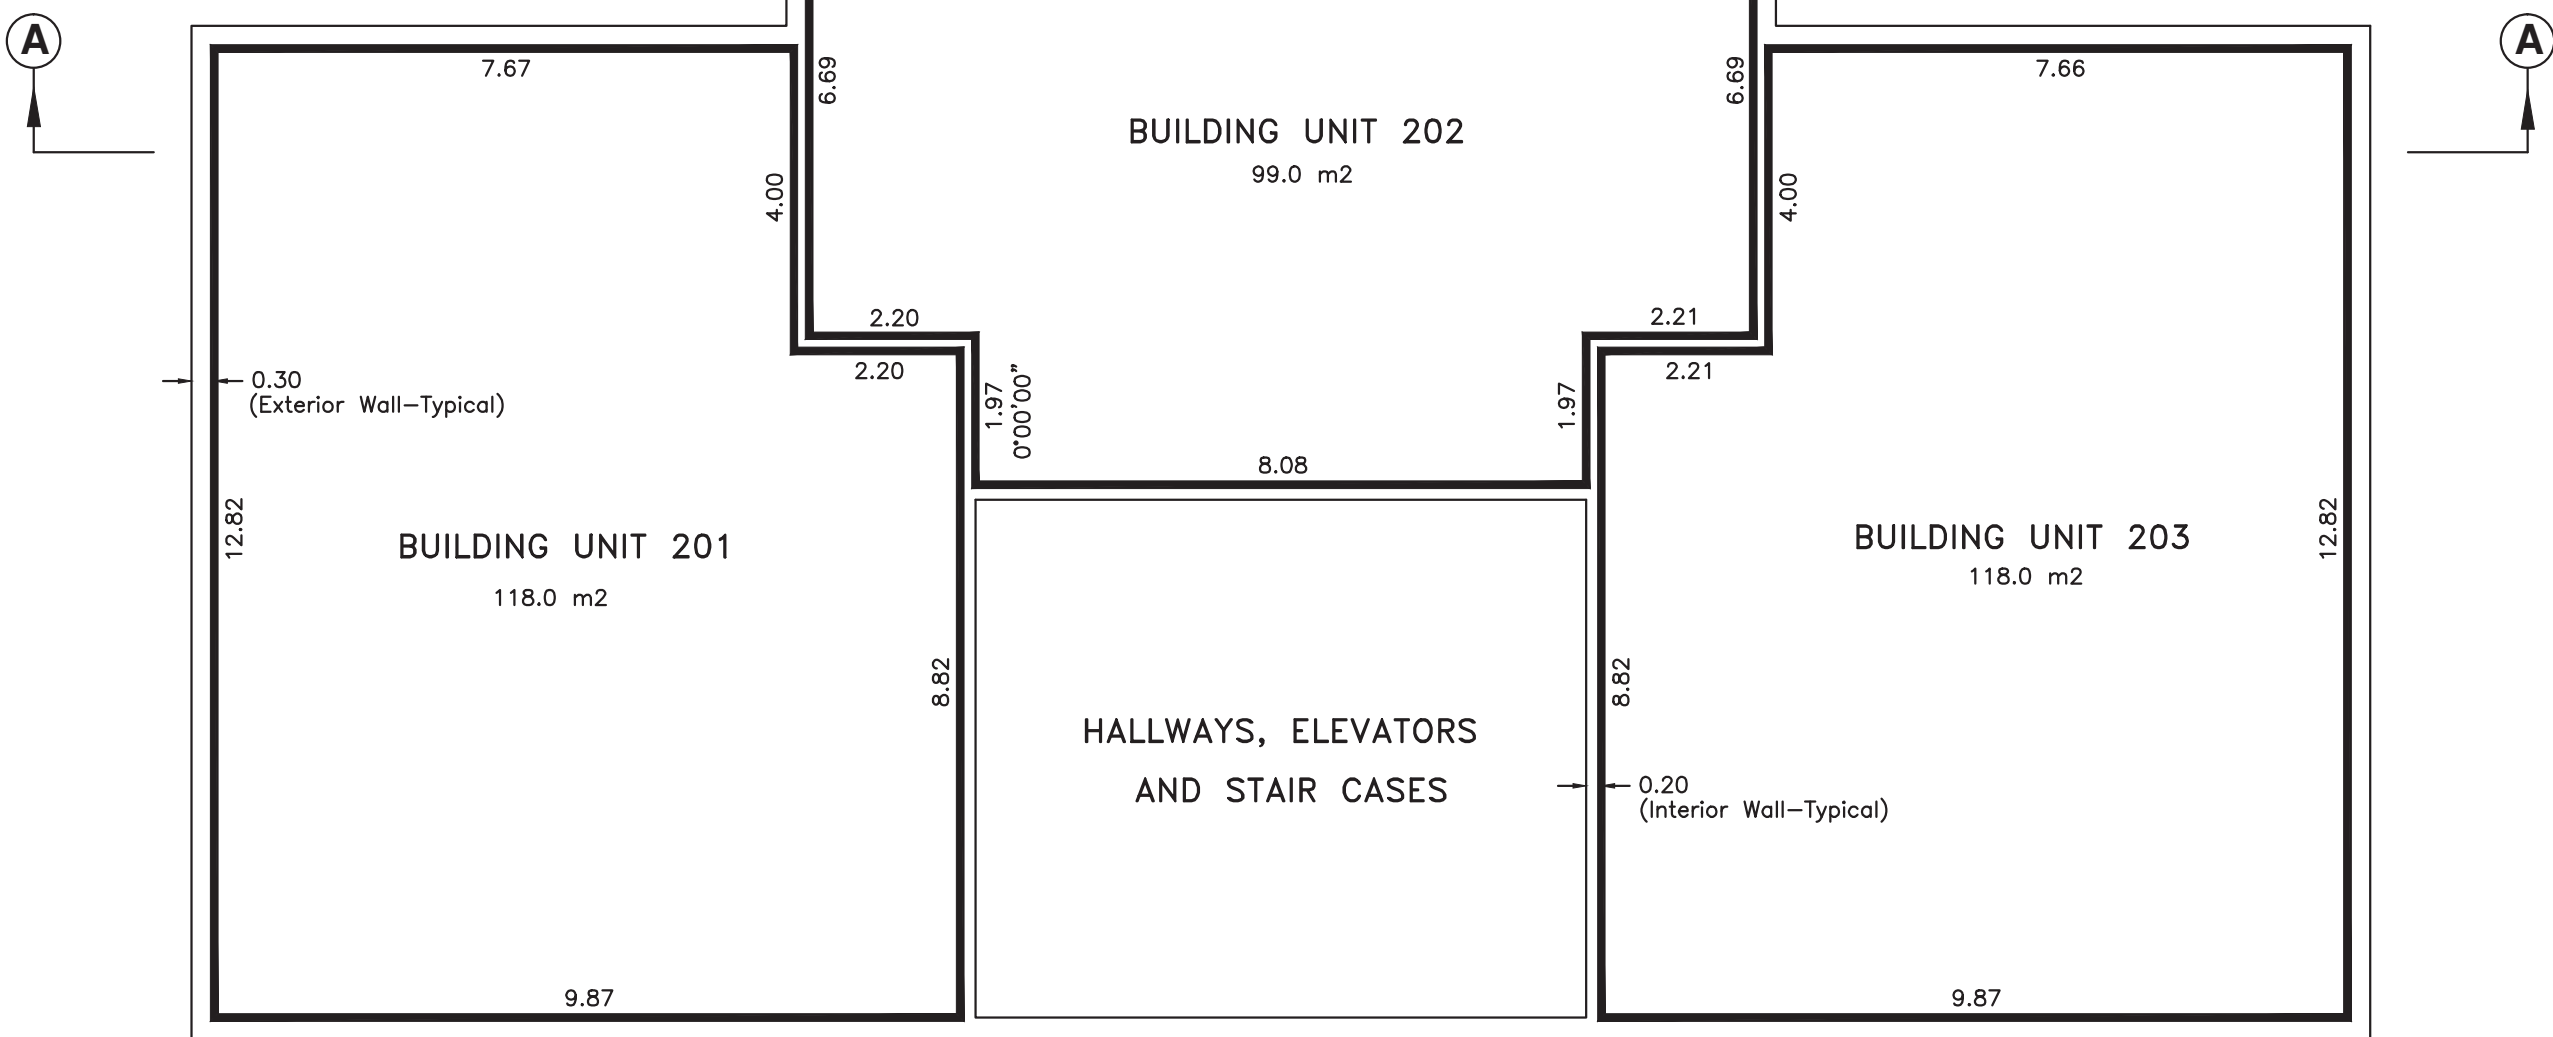 A
A
7.67
6.69
6.69
7.66
BUILDING UNIT 202
99.0 m2
4.00
4.00
2.20
2.21
2.20
2.21
0.30
(Exterior Wall-Typical)
1.97
0°00'00"
1.97
8.08
12.82
BUILDING UNIT 201
118.0 m2
BUILDING UNIT 203
118.0 m2
12.82
8.82
8.82
HALLWAYS, ELEVATORS
AND STAIR CASES
0.20
(Interior Wall-Typical)
9.87
9.87